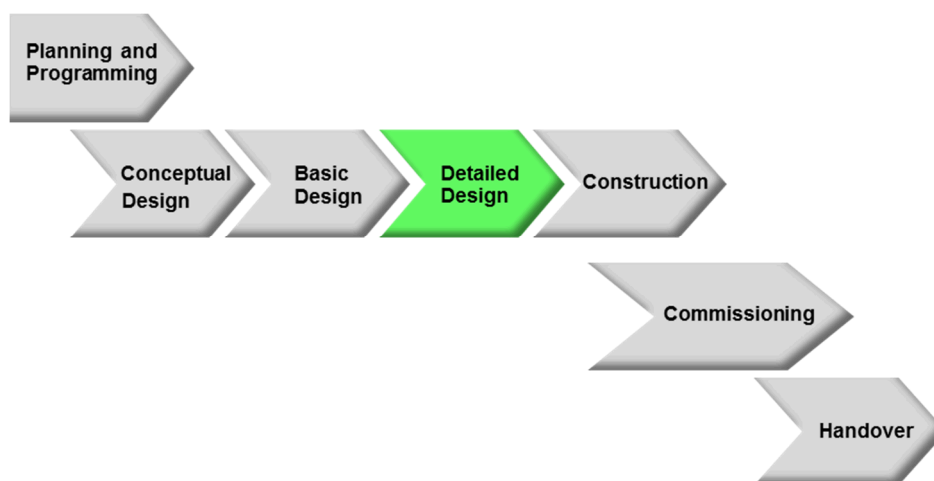 Planning and
Programming
Conceptual
Design
Basic
Design
Detailed
Design
Construction
Commissioning
Handover